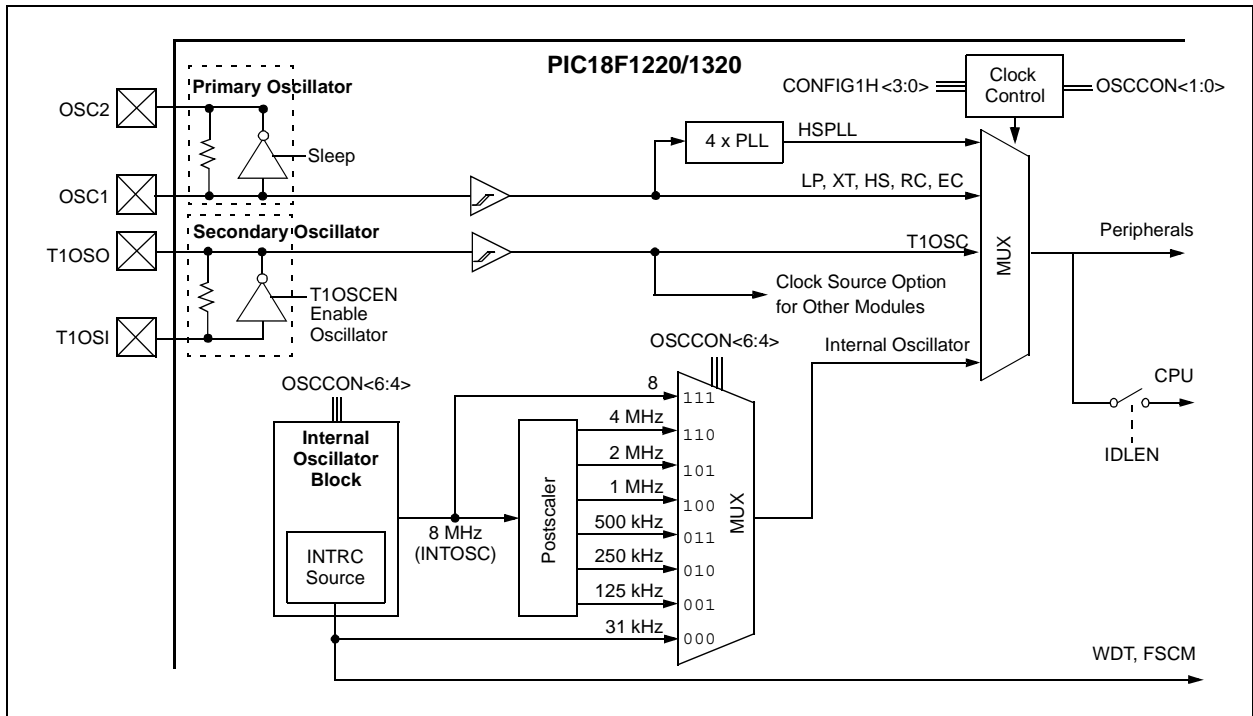 PIC18F1220/1320
CONFIG1H <3:0>
Clock
Control
OSCCON<1:0>
Primary Oscillator
OSC2
Sleep
OSC1
4 x PLL
HSPLL
LP, XT, HS, RC, EC
Secondary Oscillator
T1OSO
T1OSC
MUX
Peripherals
T1OSCEN
Enable
Oscillator
T1OSI
Clock Source Option
for Other Modules
OSCCON<6:4>
Internal Oscillator
CPU
IDLEN
OSCCON<6:4>
Internal
Oscillator
Block
INTRC
Source
8 MHz
(INTOSC)
Postscaler
8
111
4 MHz
110
2 MHz
101
1 MHz
100
500 kHz
011
250 kHz
010
125 kHz
001
31 kHz
000
MUX
WDT, FSCM